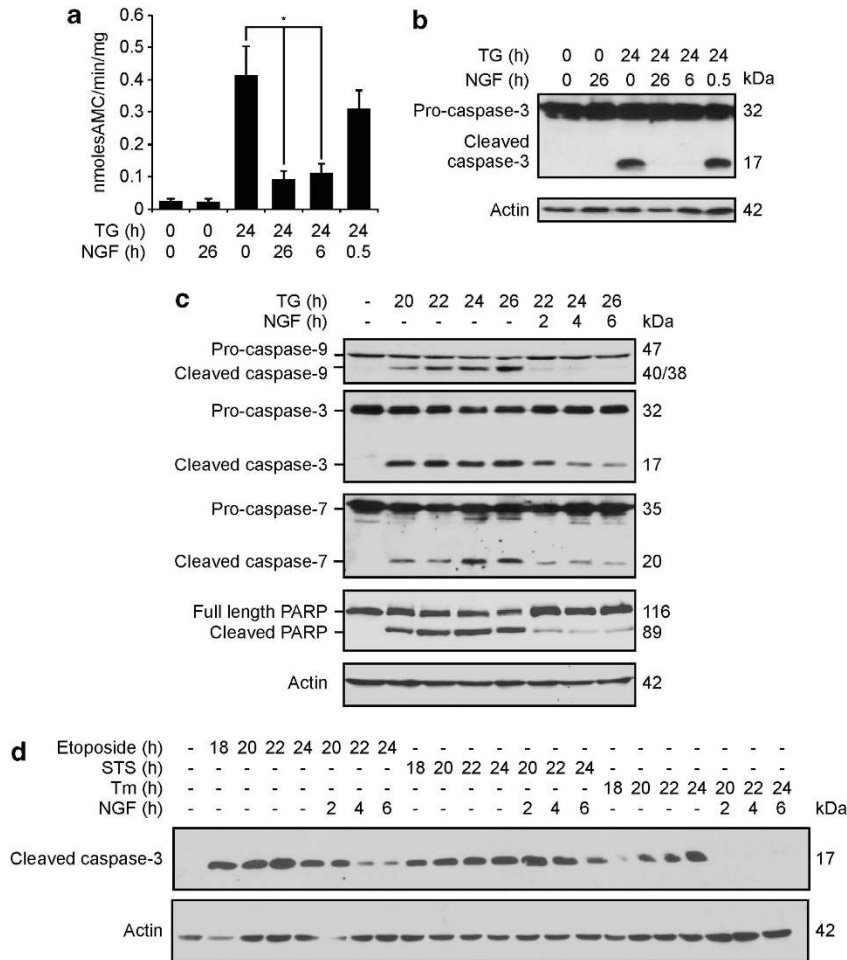 a
nmolesAMC/min/mg
0.6
0.5
0.4
0.3
0.2
0.1
0
*
TG (h) 0 0 24 24 24 24
NGF (h) 0 26 0 26 6 0.5
b
TG (h) 0 0 24 24 24 24
NGF (h) 0 26 0 26 6 0.5 kDa
Pro-caspase-3 32
Cleaved
caspase-3 17
Actin 42
c
TG (h) - 20 22 24 26 22 24 26
NGF (h) - - - - - 2 4 6 kDa
Pro-caspase-9 47
Cleaved caspase-9 40/38
Pro-caspase-3 32
Cleaved caspase-3 17
Pro-caspase-7 35
Cleaved caspase-7 20
Full length PARP 116
Cleaved PARP 89
Actin 42
d
Etoposide (h) - 18 20 22 24 20 22 24 - - - - - - - - - - - - - -
STS (h) - - - - - - - - 18 20 22 24 20 22 24 - - - - - - -
Tm (h) - - - - - - - - - - - - - - - 18 20 22 24 20 22 24
NGF (h) - - - - - 2 4 6 - - - - 2 4 6 - - - - 2 4 6 kDa
Cleaved caspase-3 17
Actin 42